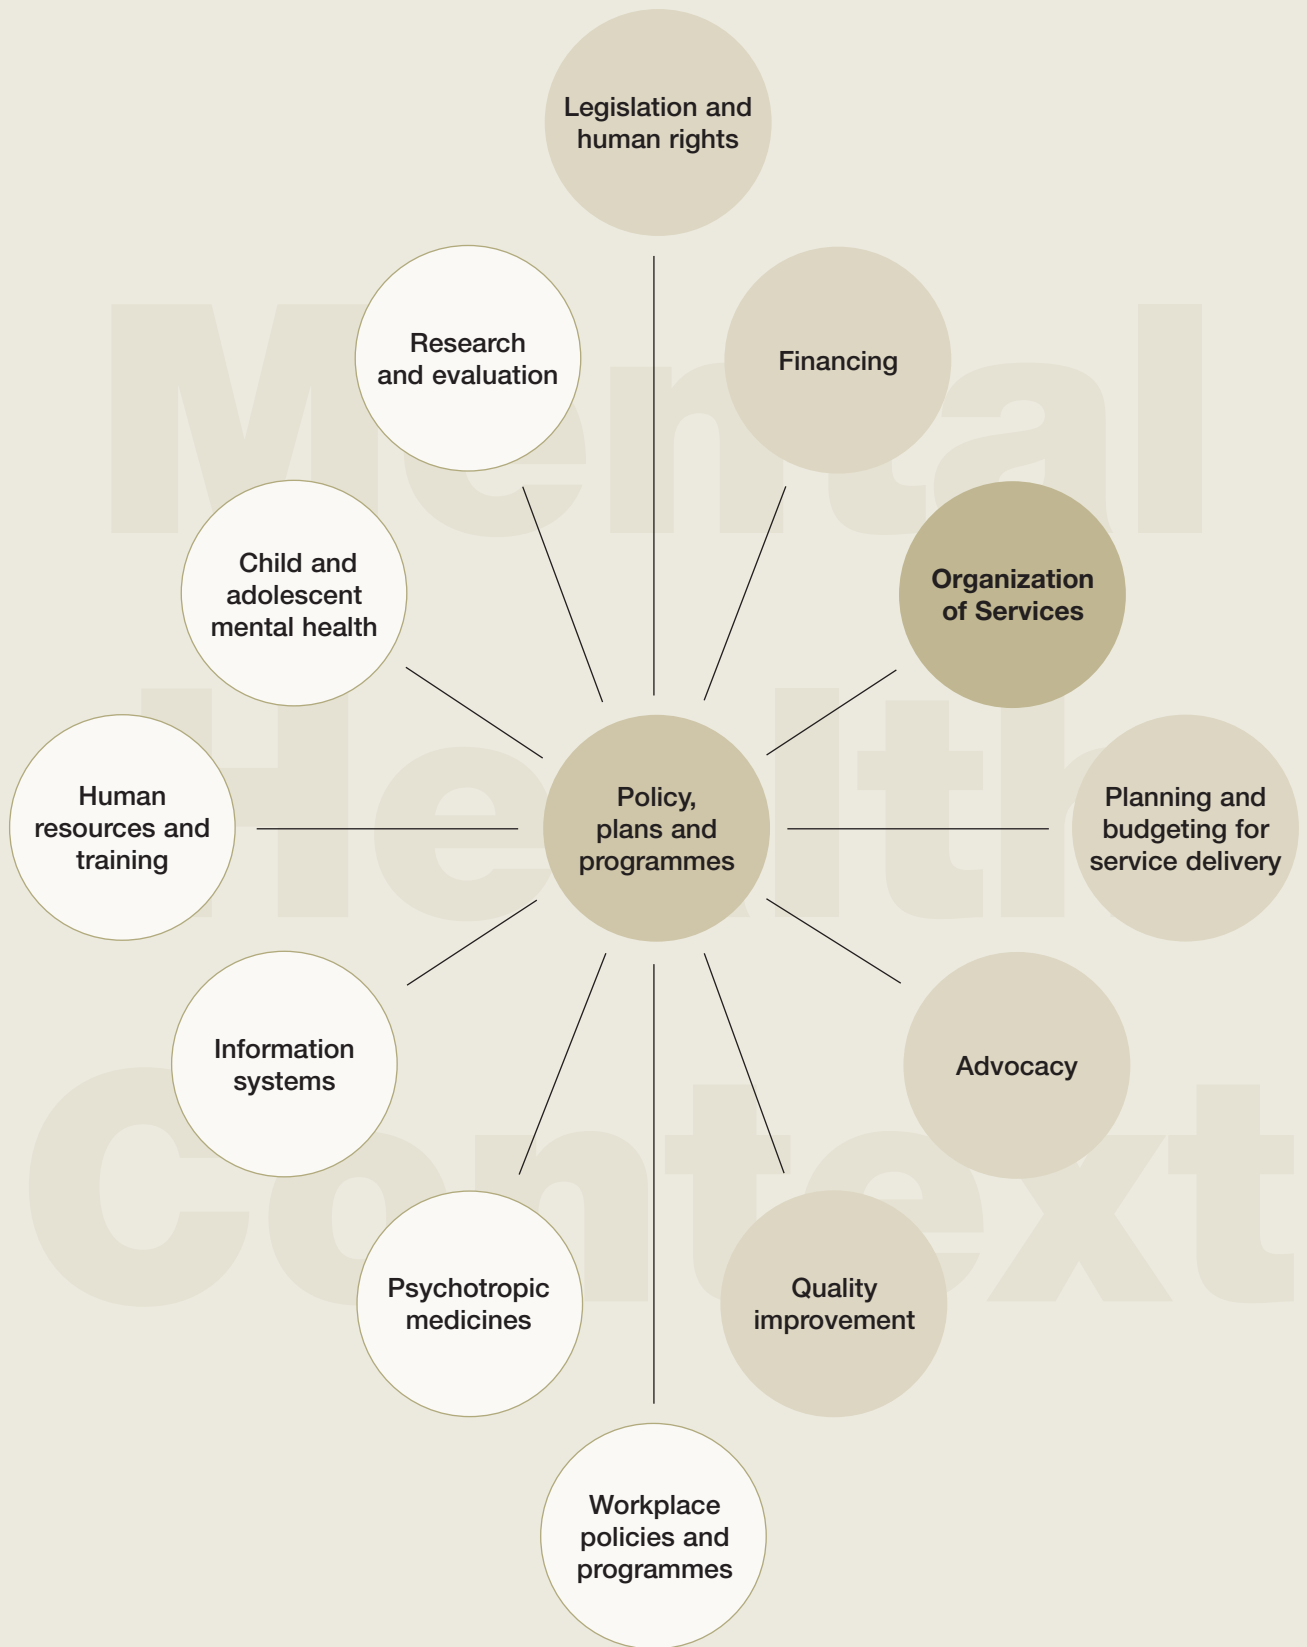 Legislation and
human rights
Research
and evaluation
Financing
Mental
Child and
adolescent
mental health
Organization
of Services
Human
resources and
training
Policy,
plans and
programmes
Planning and
budgeting for
service delivery
Health
Information
systems
Advocacy
Context
Psychotropic
medicines
Quality
improvement
Workplace
policies and
programmes